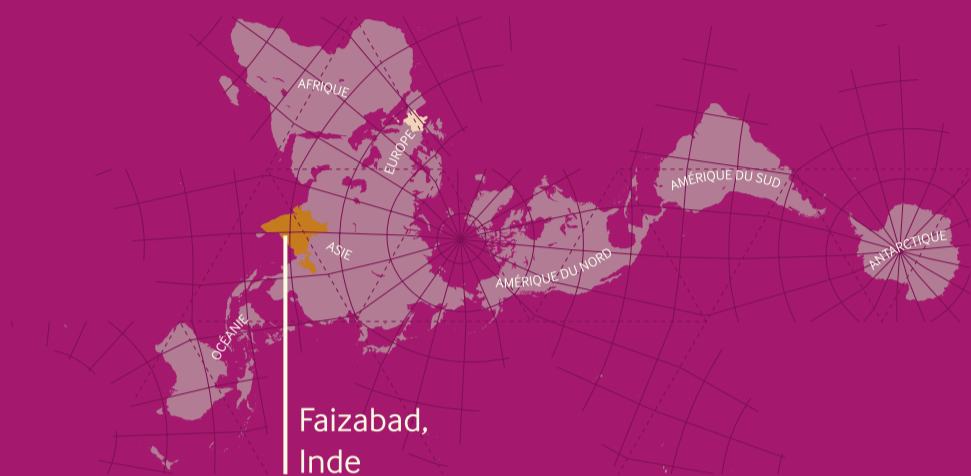 AFRIQUE
EUROPE
AMÉRIQUE DU SUD
ASIE
AMÉRIQUE DU NORD
ANTARCTIQUE
OCÉANIE
Faizabad,
Inde